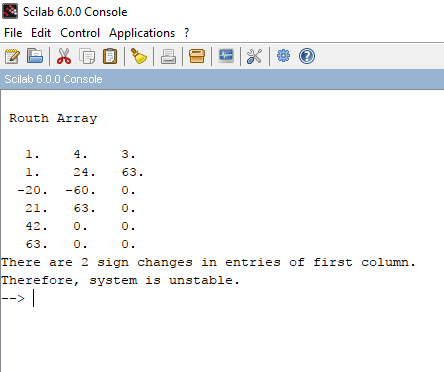 Scilab 6.0.0 Console
File Edit Control Applications ?
Scilab 6.0.0 Console
Routh Array
1. 4. 3.
1. 24. 63.
-20. -60. 0.
21. 63. 0.
42. 0. 0.
63. 0. 0.
There are 2 sign changes in entries of first column.
Therefore, system is unstable.
-->